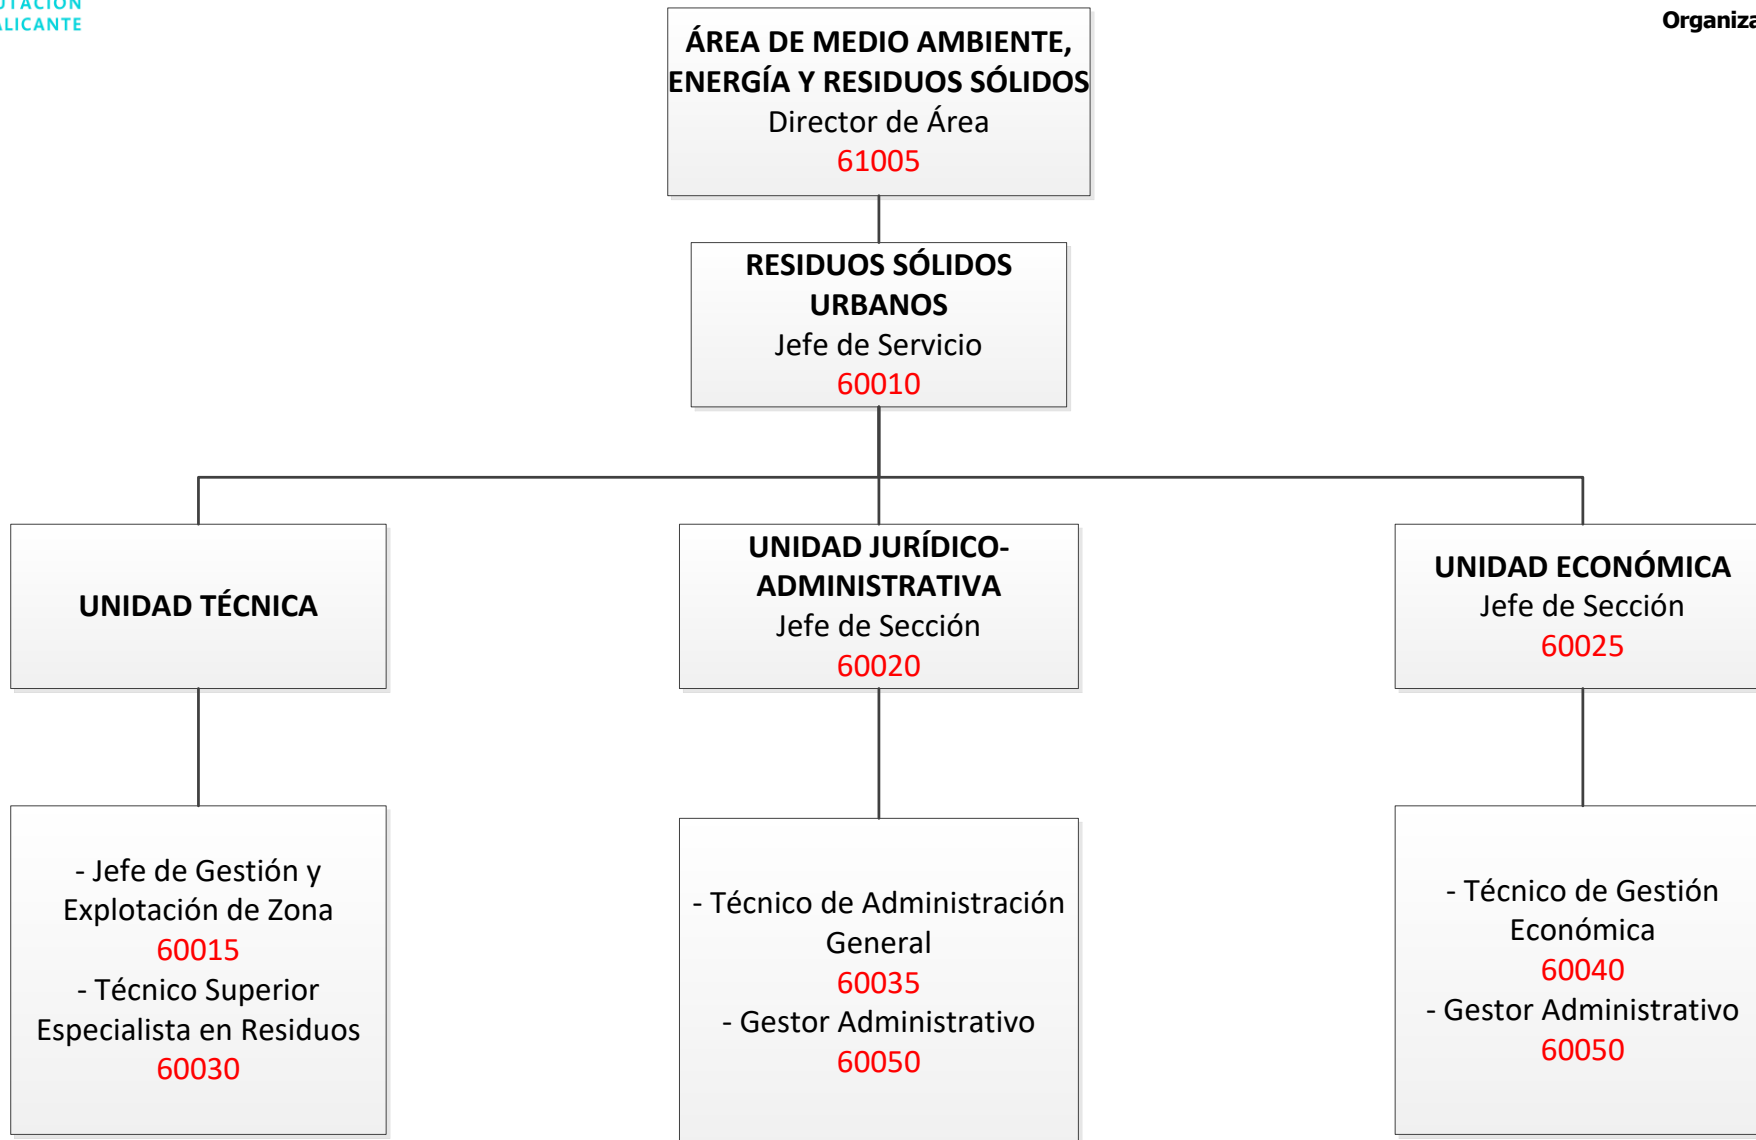 ALICANTE
ÁREA DE MEDIO AMBIENTE,
ENERGÍA Y RESIDUOS SÓLIDOS
Director de Área
61005
RESIDUOS SÓLIDOS
URBANOS
Jefe de Servicio
60010
UNIDAD TÉCNICA
UNIDAD JURÍDICO-
ADMINISTRATIVA
Jefe de Sección
60020
UNIDAD ECONÓMICA
Jefe de Sección
60025
- Jefe de Gestión y
Explotación de Zona
60015
- Técnico Superior
Especialista en Residuos
60030
- Técnico de Administración
General
60035
- Gestor Administrativo
60050
- Técnico de Gestión
Económica
60040
- Gestor Administrativo
60050